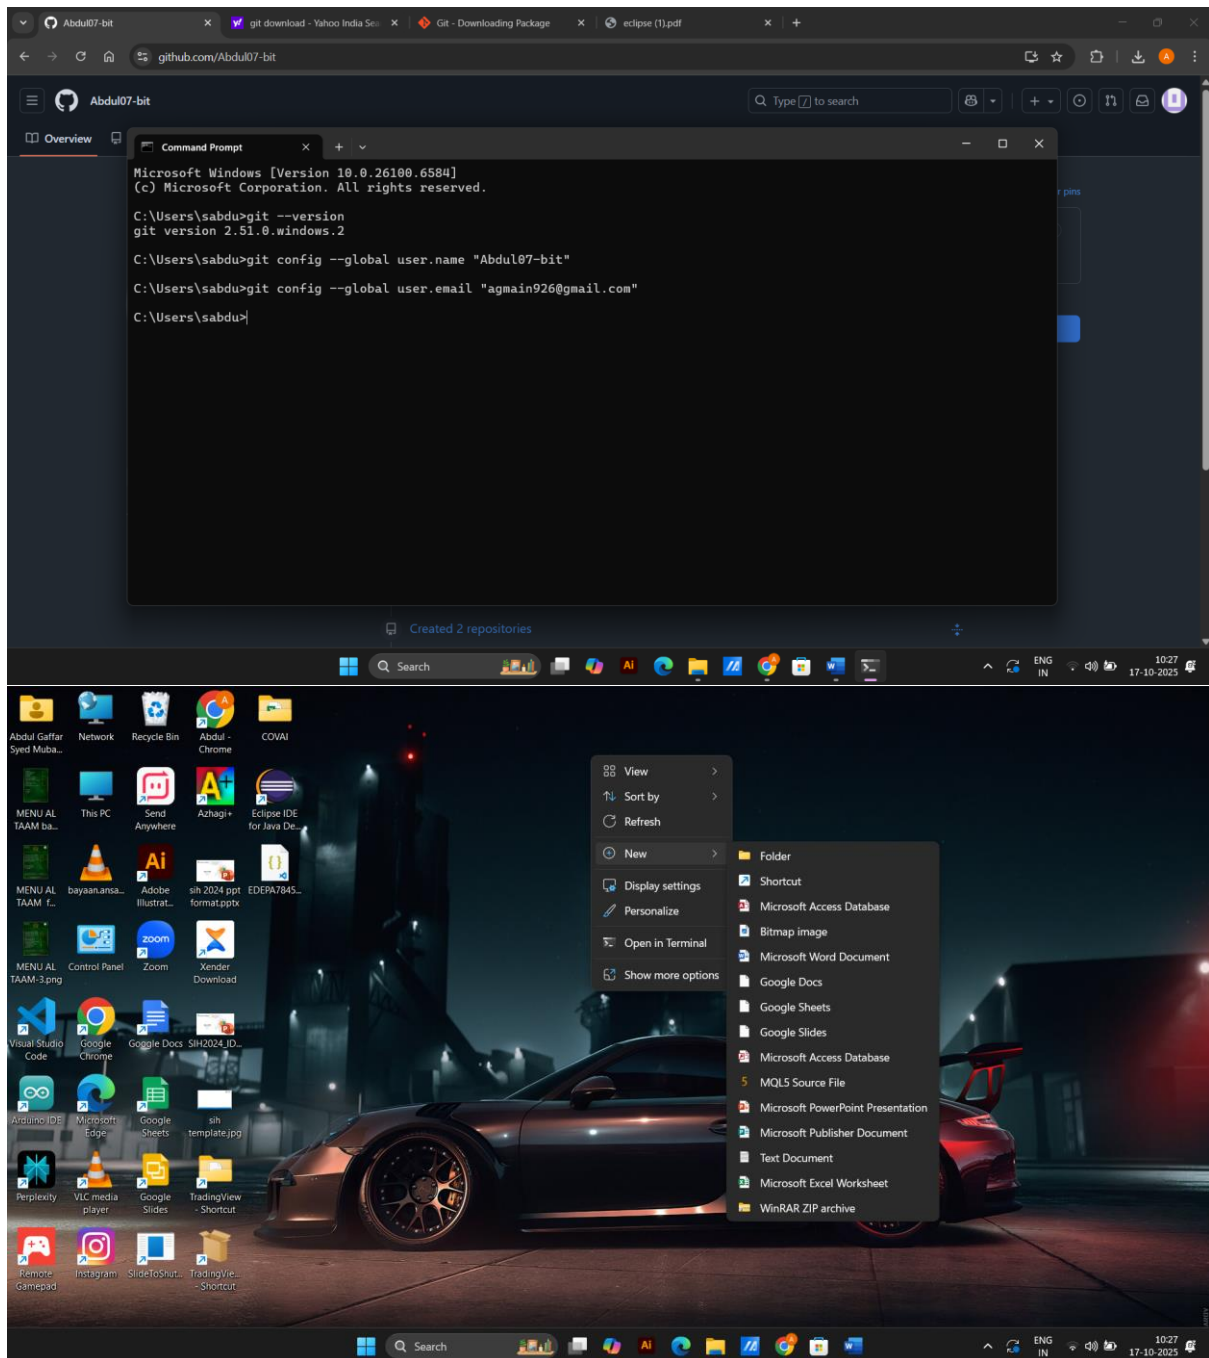 Abdul07-bit
git download - Yahoo India Sea
Git - Downloading Package
eclipse (1).pdf
github.com/Abdul07-bit
A
Abdul07-bit
Type / to search
Overview
r pins
Command Prompt
Microsoft Windows [Version 10.0.26100.6584]
(c) Microsoft Corporation. All rights reserved.
C:\Users\sabdu>git --version
git version 2.51.0.windows.2
C:\Users\sabdu>git config --global user.name "Abdul07-bit"
C:\Users\sabdu>git config --global user.email "agmain926@gmail.com"
C:\Users\sabdu>
Created 2 repositories
Search
Ai
ENG
IN
10:27
17-10-2025
Abdul Gaffar
Syed Muba...
Network
Recycle Bin
Abdul -
Chrome
COVAI
MENU AL
TAAM ba...
This PC
Send
Anywhere
Azhagi+
Eclipse IDE
for Java De...
MENU AL
TAAM f...
bayaan.ansa...
Ai
Adobe
Illustrat...
sih 2024 ppt
format.pptx
EDEPA7845...
MENU AL
TAAM-3.png
Control Panel
zoom
Zoom
Xender
Download
Visual Studio
Code
Google
Chrome
Google Docs
SIH2024_ID...
Arduino IDE
Microsoft
Edge
Google
Sheets
sih
template.jpg
Perplexity
VLC media
player
Google
Slides
TradingView
- Shortcut
Remote
Gamepad
Instagram
SlideToShut...
TradingVie...
- Shortcut
View
Sort by
Refresh
New
Display settings
Personalize
Open in Terminal
Show more options
Folder
Shortcut
Microsoft Access Database
Bitmap image
Microsoft Word Document
Google Docs
Google Sheets
Google Slides
Microsoft Access Database
MQL5 Source File
Microsoft PowerPoint Presentation
Microsoft Publisher Document
Text Document
Microsoft Excel Worksheet
WinRAR ZIP archive
Search
Ai
ENG
IN
10:27
17-10-2025